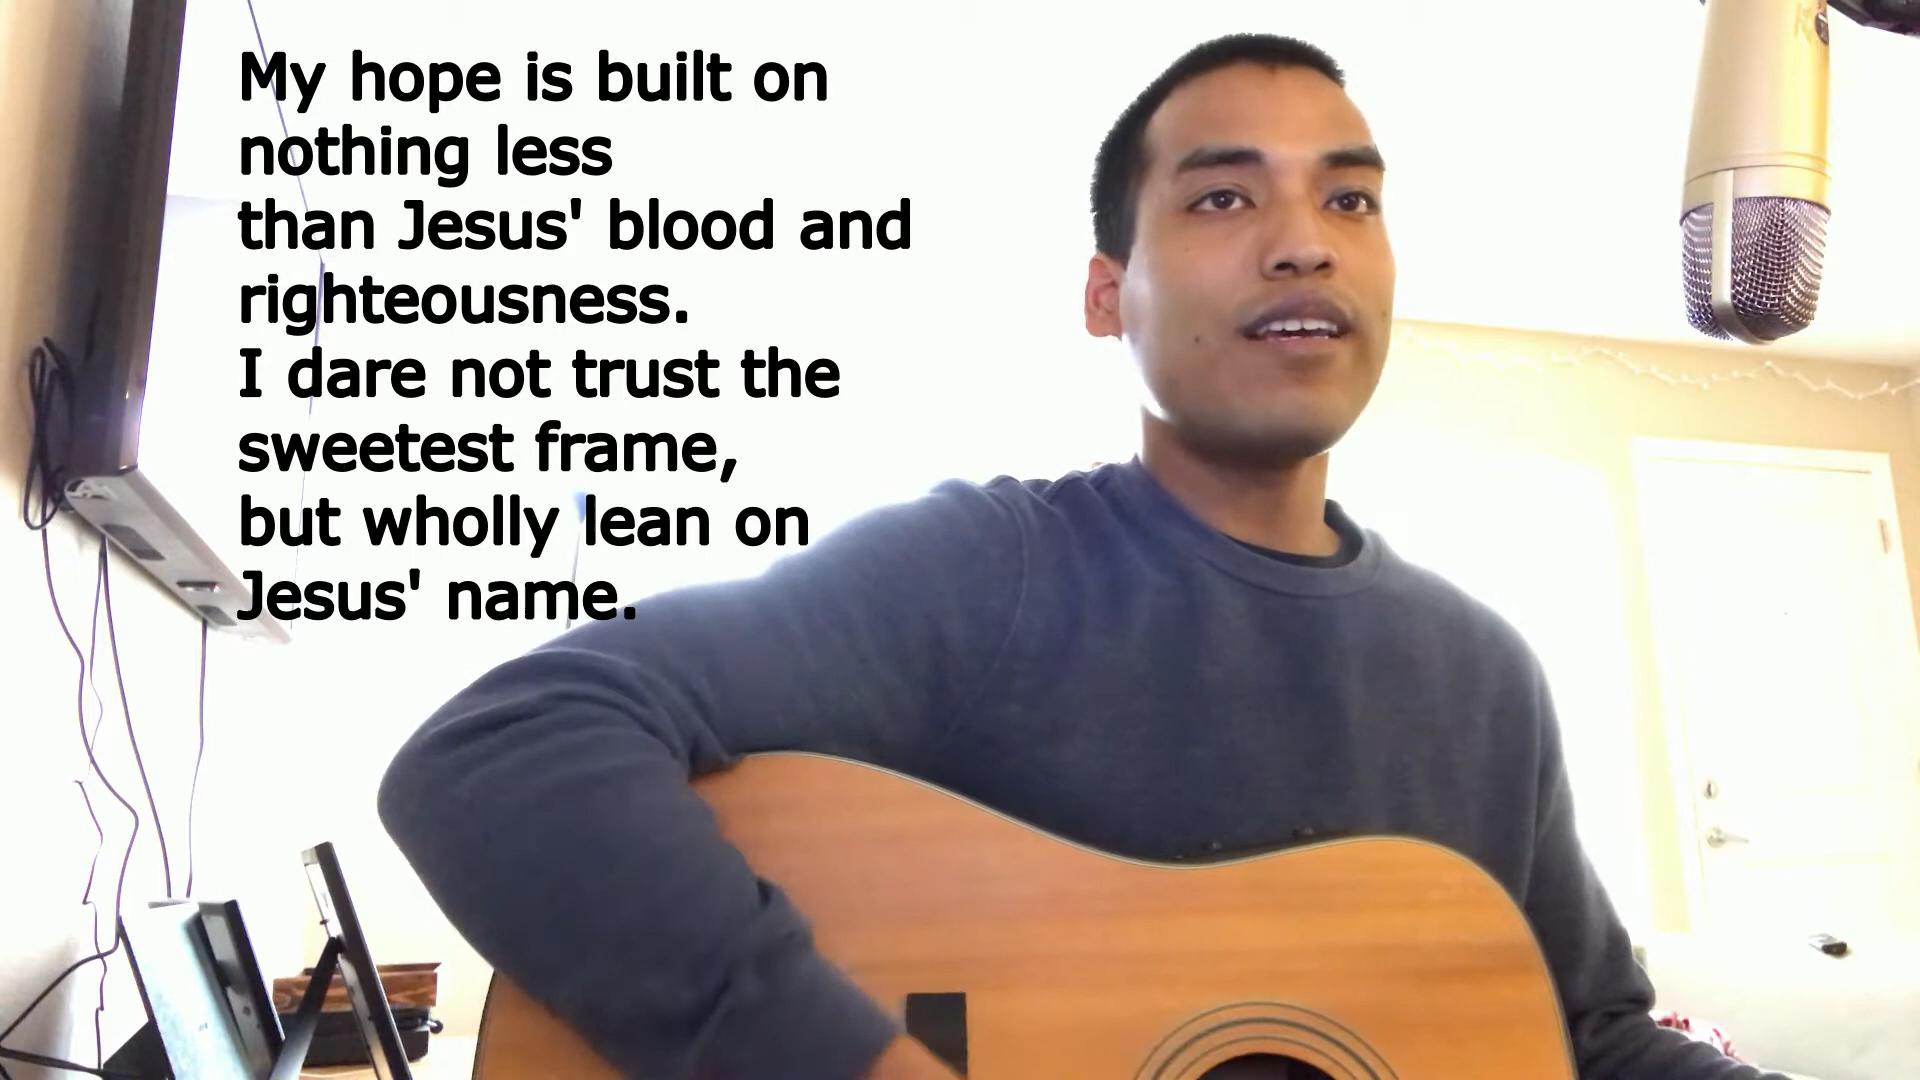 My hope is built on
nothing less
than Jesus' blood and
righteousness.
I dare not trust the
sweetest frame,
but wholly lean on
Jesus' name.